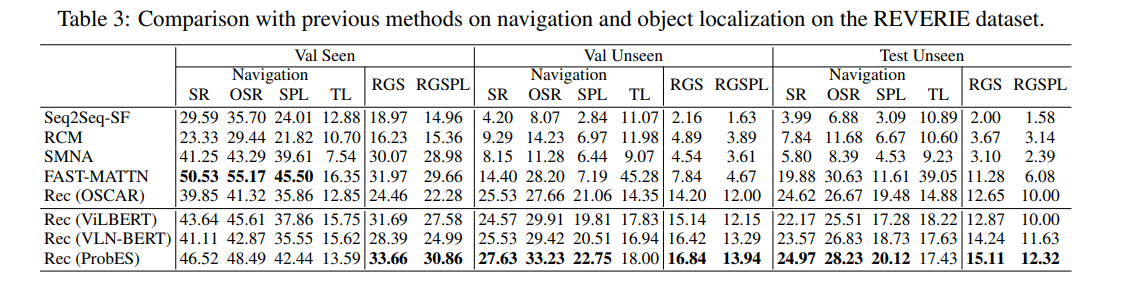 Table 3: Comparison with previous methods on navigation and object localization on the REVERIE dataset.
Val Seen Val Unseen Test Unseen
Navigation RGS RGSPL Navigation RGS RGSPL Navigation RGS RGSPL
SR OSR SPL TL SR OSR SPL TL SR OSR SPL TL
Seq2Seq-SF 29.59 35.70 24.01 12.88 18.97 14.96 4.20 8.07 2.84 11.07 2.16 1.63 3.99 6.88 3.09 10.89 2.00 1.58
RCM 23.33 29.44 21.82 10.70 16.23 15.36 9.29 14.23 6.97 11.98 4.89 3.89 7.84 11.68 6.67 10.60 3.67 3.14
SMNA 41.25 43.29 39.61 7.54 30.07 28.98 8.15 11.28 6.44 9.07 4.54 3.61 5.80 8.39 4.53 9.23 3.10 2.39
FAST-MATTN 50.53 55.17 45.50 16.35 31.97 29.66 14.40 28.20 7.19 45.28 7.84 4.67 19.88 30.63 11.61 39.05 11.28 6.08
Rec (OSCAR) 39.85 41.32 35.86 12.85 24.46 22.28 25.53 27.66 21.06 14.35 14.20 12.00 24.62 26.67 19.48 14.88 12.65 10.00
Rec (ViLBERT) 43.64 45.61 37.86 15.75 31.69 27.58 24.57 29.91 19.81 17.83 15.14 12.15 22.17 25.51 17.28 18.22 12.87 10.00
Rec (VLN-BERT) 41.11 42.87 35.55 15.62 28.39 24.99 25.53 29.42 20.51 16.94 16.42 13.29 23.57 26.83 18.73 17.63 14.24 11.63
Rec (ProbES) 46.52 48.49 42.44 13.59 33.66 30.86 27.63 33.23 22.75 18.00 16.84 13.94 24.97 28.23 20.12 17.43 15.11 12.32